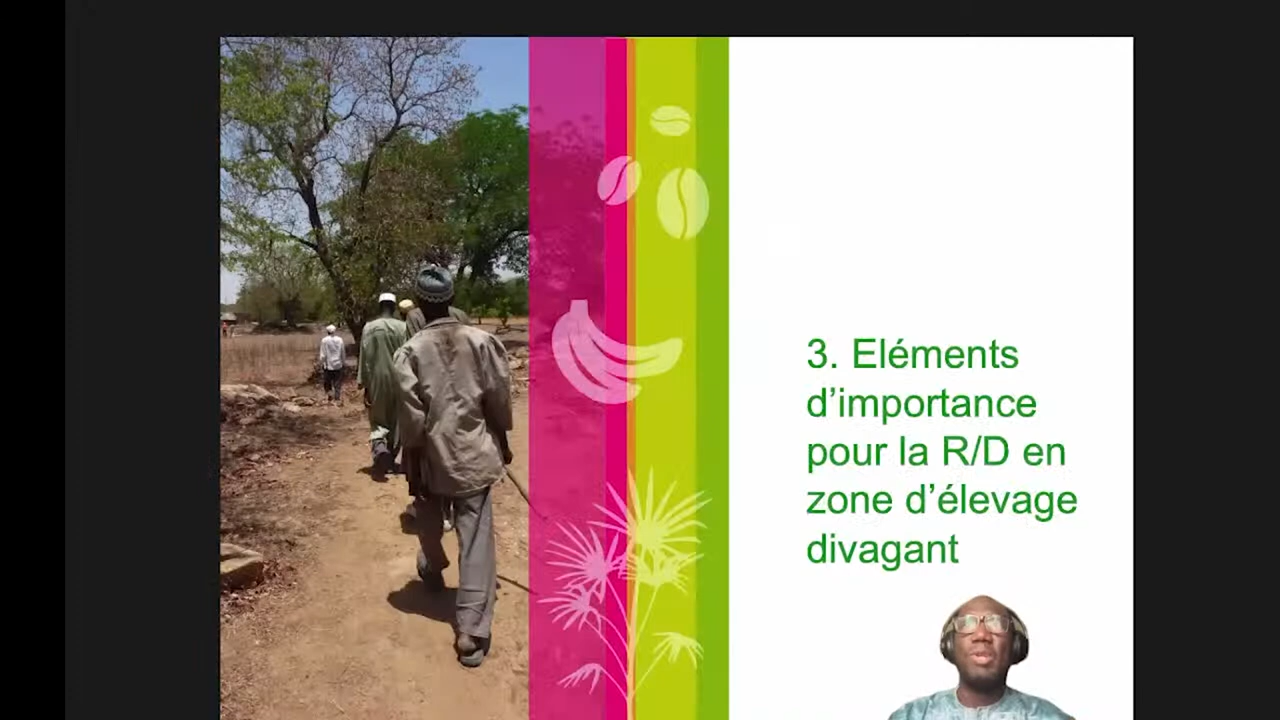 3. Eléments
d’importance
pour la R/D en
zone d’élevage
divagant